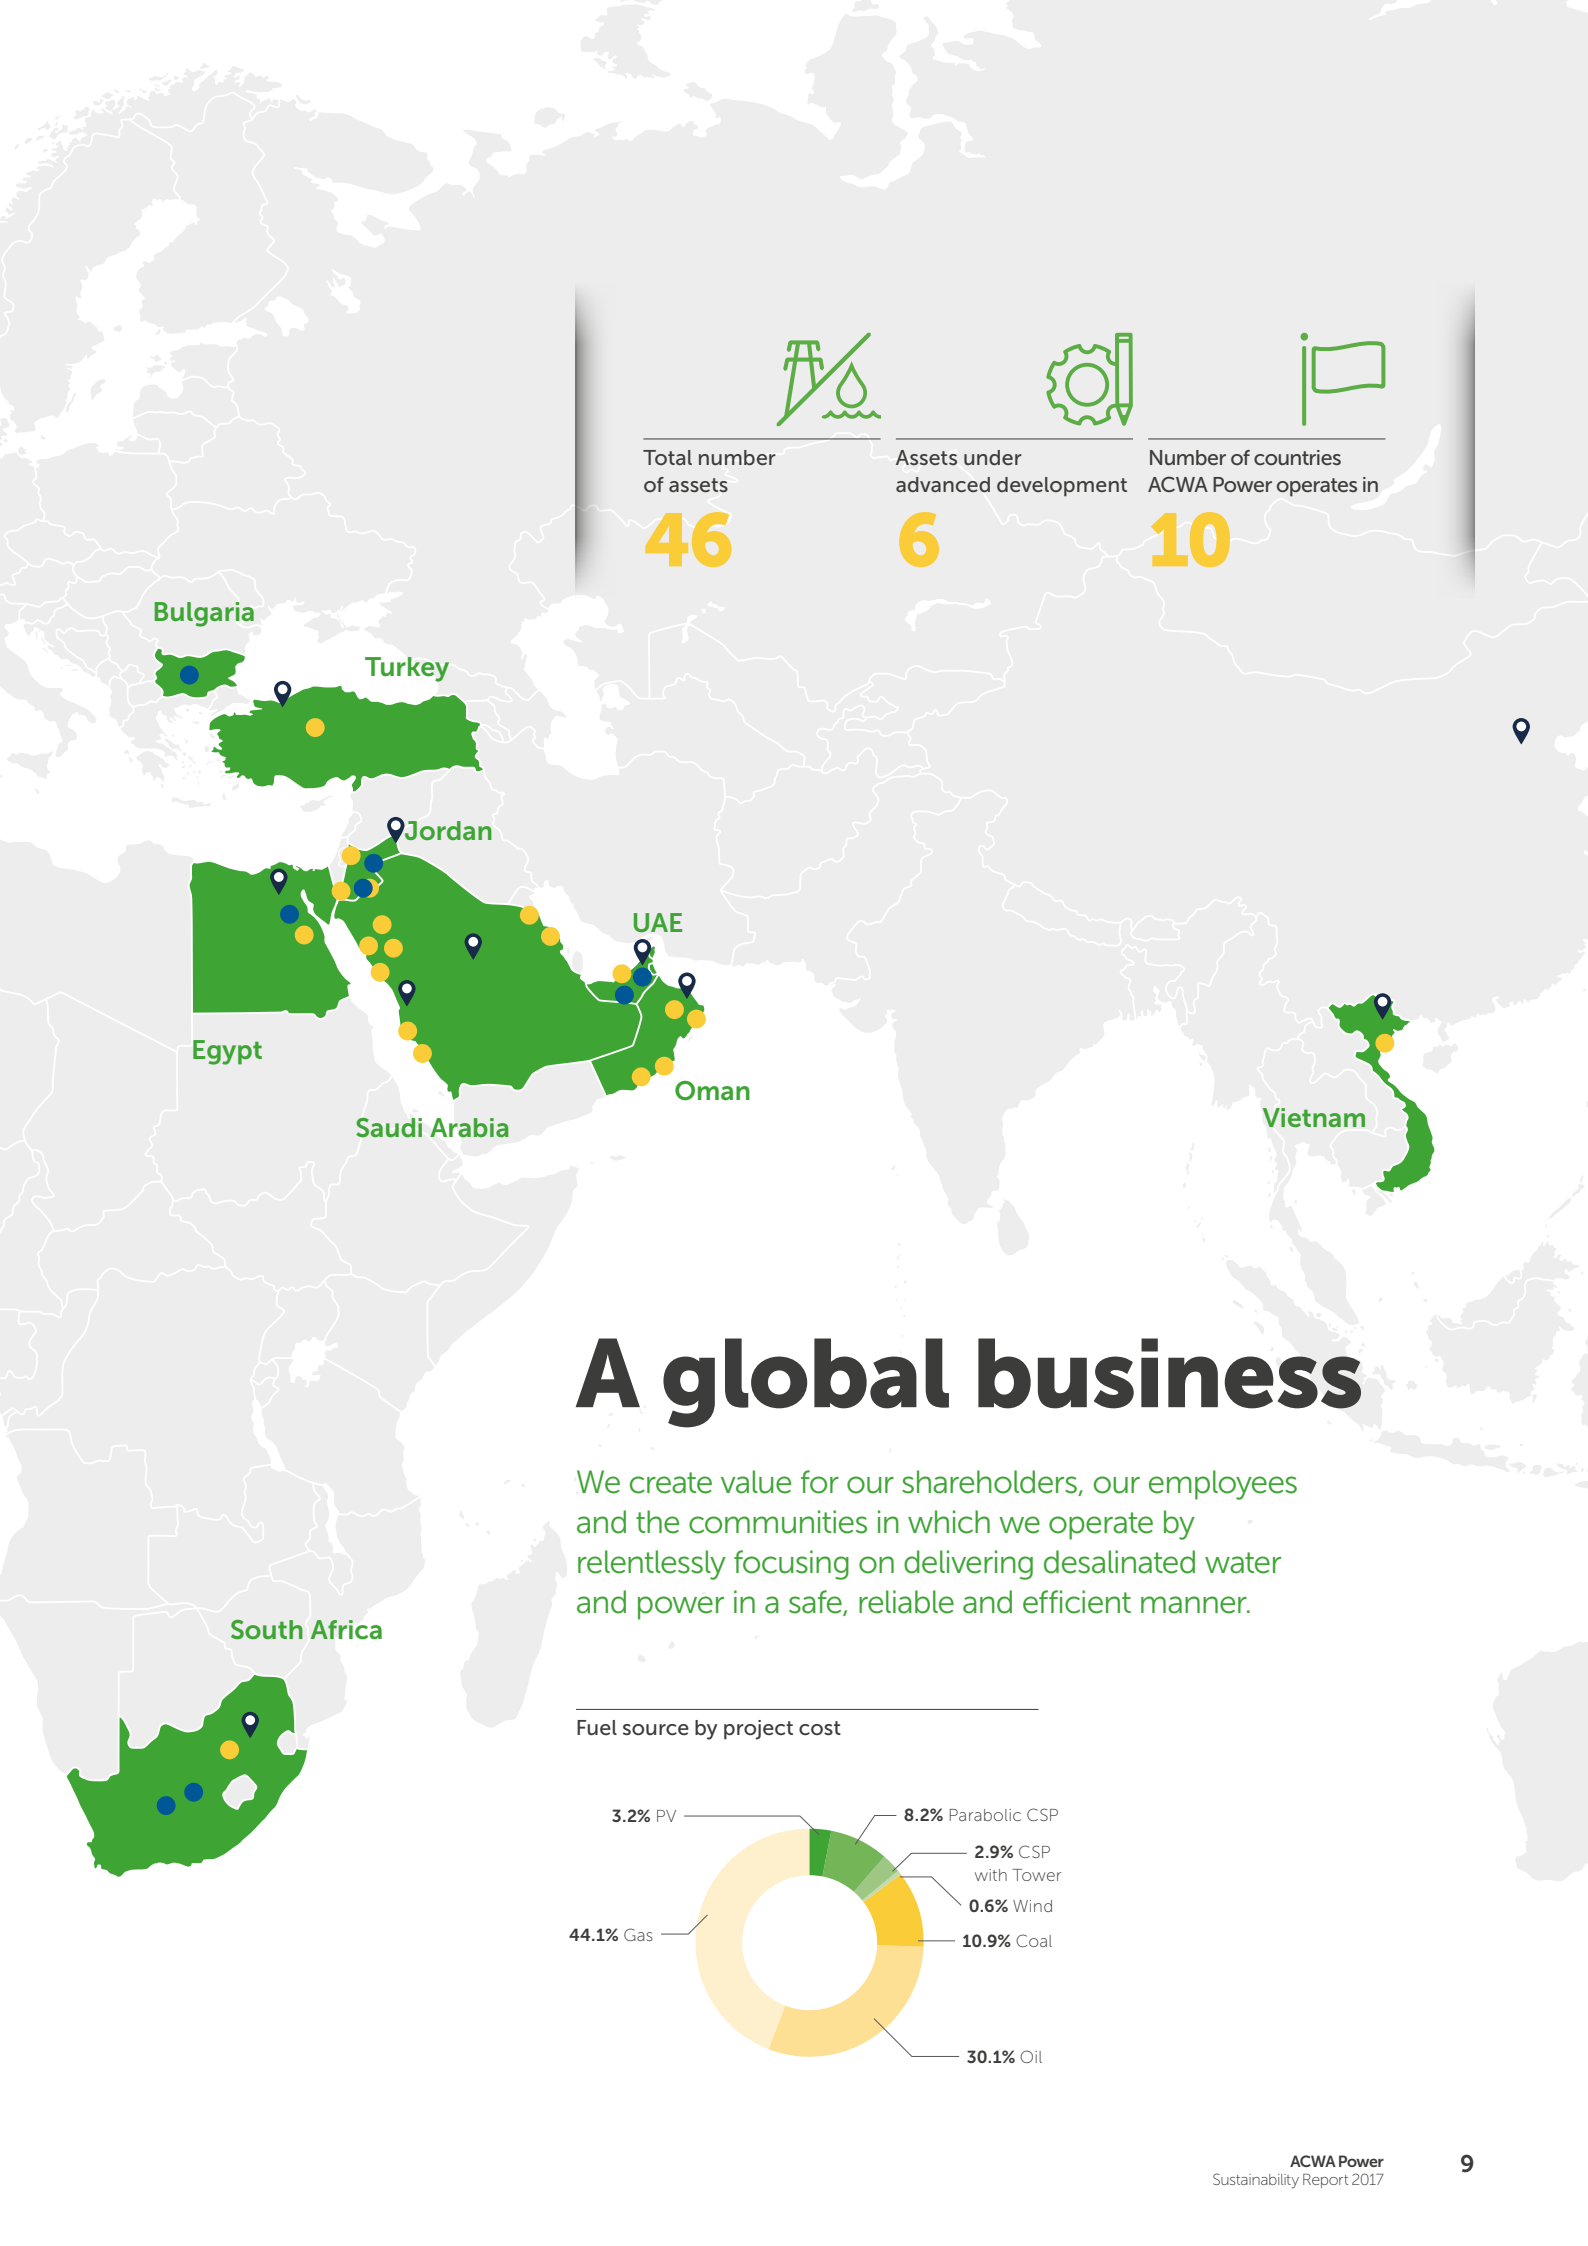 Total number
of assets
46
Assets under
advanced development
6
Number of countries
ACWA Power operates in
10
Bulgaria
Turkey
Jordan
UAE
Egypt
Oman
Saudi Arabia
Vietnam
South Africa
A global business
We create value for our shareholders, our employees
and the communities in which we operate by
relentlessly focusing on delivering desalinated water
and power in a safe, reliable and efficient manner.
Fuel source by project cost
3.2% PV
8.2% Parabolic CSP
2.9% CSP
with Tower
0.6% Wind
44.1% Gas
10.9% Coal
30.1% Oil
ACWA Power
Sustainability Report 2017
9